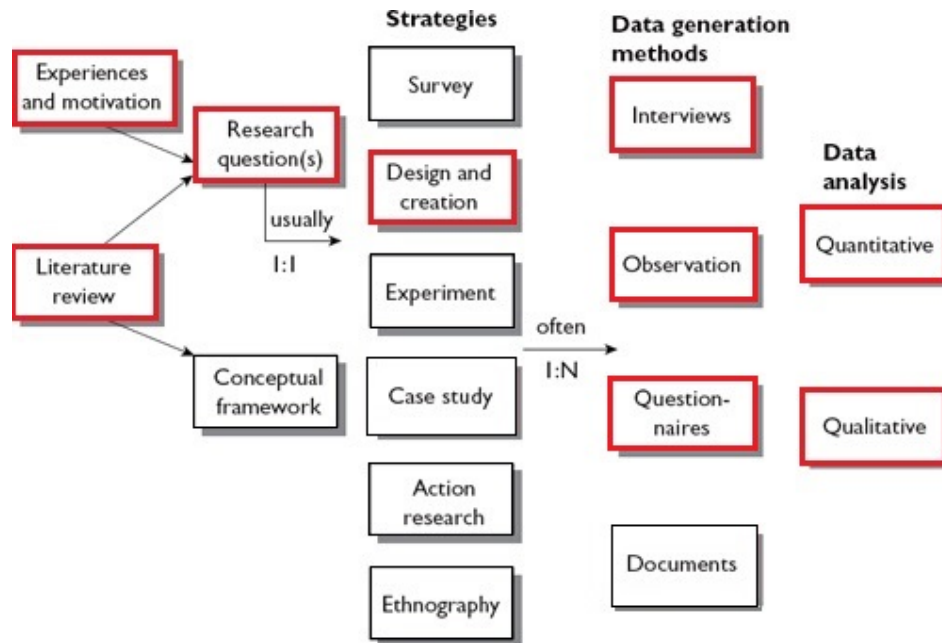 Strategies
Data generation
methods
Experiences
and motivation
Survey
Interviews
Research
question(s)
Data
analysis
Design and
creation
usually
1:1
Literature
review
Observation
Quantitative
Experiment
often
1:N
Conceptual
framework
Case study
Question-
naires
Qualitative
Action
research
Documents
Ethnography